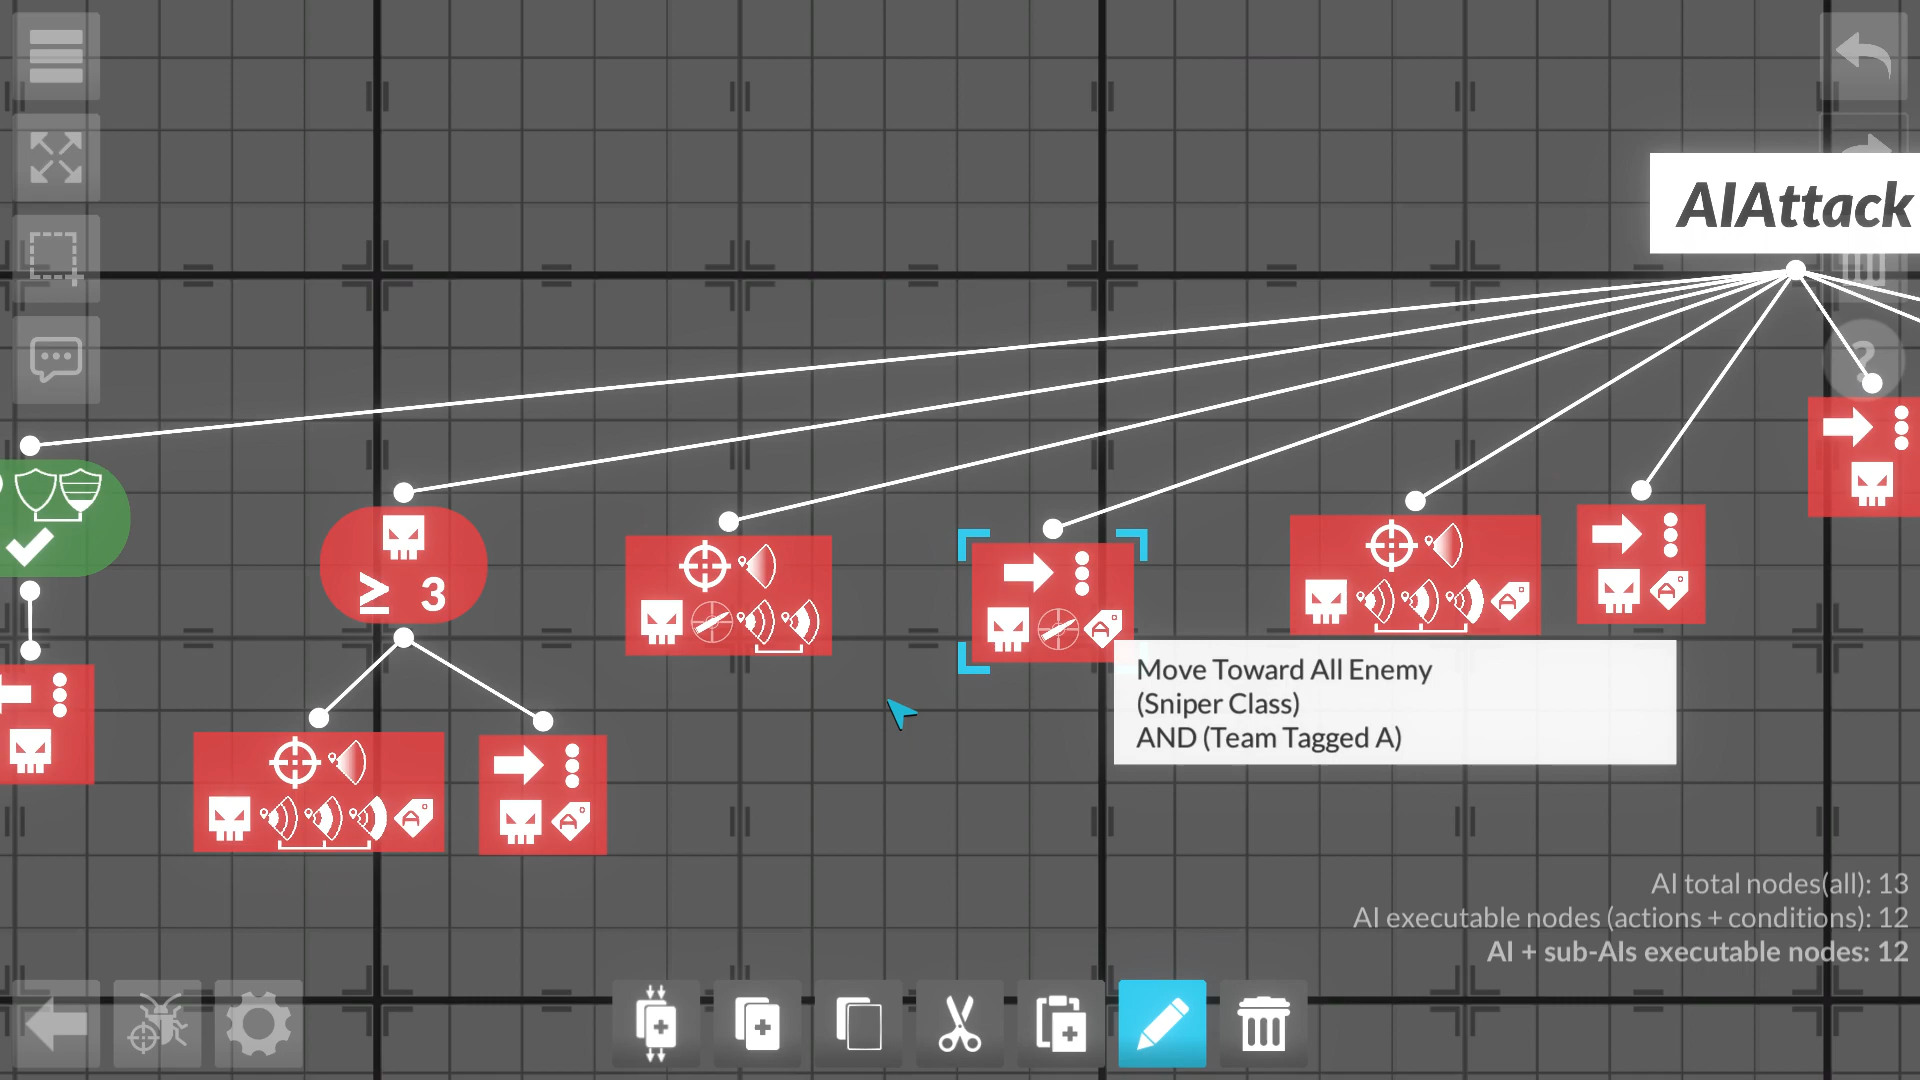 AIAttack
?
≥ 3
A
A
A
Move Toward All Enemy
(Sniper Class)
AND (Team Tagged A)
A
A
AI total nodes(all): 13
AI executable nodes (actions + conditions): 12
AI + sub-AIs executable nodes: 12